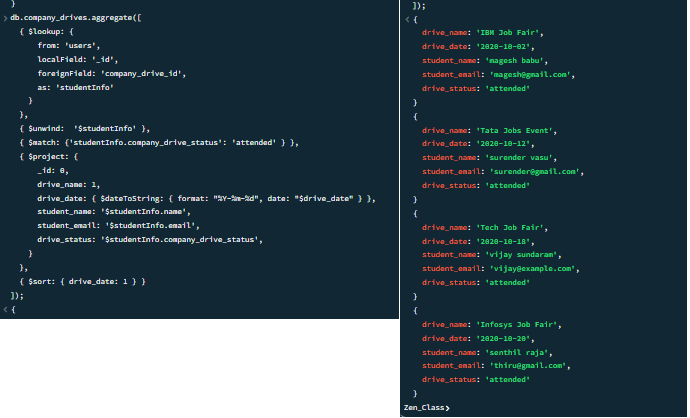 }
db.company_drives.aggregate([
{ $lookup: {
from: 'users',
localField: '_id',
foreignField: 'company_drive_id',
as: 'studentInfo'
}
},
{ $unwind: '$studentInfo' },
{ $match: {'studentInfo.company_drive_status': 'attended' } },
{ $project: {
_id: 0,
drive_name: 1,
drive_date: { $dateToString: { format: "%Y-%m-%d", date: "$drive_date" } },
student_name: '$studentInfo.name',
student_email: '$studentInfo.email',
drive_status: '$studentInfo.company_drive_status',
}
},
{ $sort: { drive_date: 1 } }
]);
{
]);
{
drive_name: 'IBM Job Fair',
drive_date: '2020-10-02',
student_name: 'magesh babu',
student_email: 'magesh@gmail.com',
drive_status: 'attended'
}
{
drive_name: 'Tata Jobs Event',
drive_date: '2020-10-12',
student_name: 'surender vasu',
student_email: 'surender@gmail.com',
drive_status: 'attended'
}
{
drive_name: 'Tech Job Fair',
drive_date: '2020-10-18',
student_name: 'vijay sundaram',
student_email: 'vijay@example.com',
drive_status: 'attended'
}
{
drive_name: 'Infosys Job Fair',
drive_date: '2020-10-20',
student_name: 'senthil raja',
student_email: 'thiru@gmail.com',
drive_status: 'attended'
}
Zen_Class>